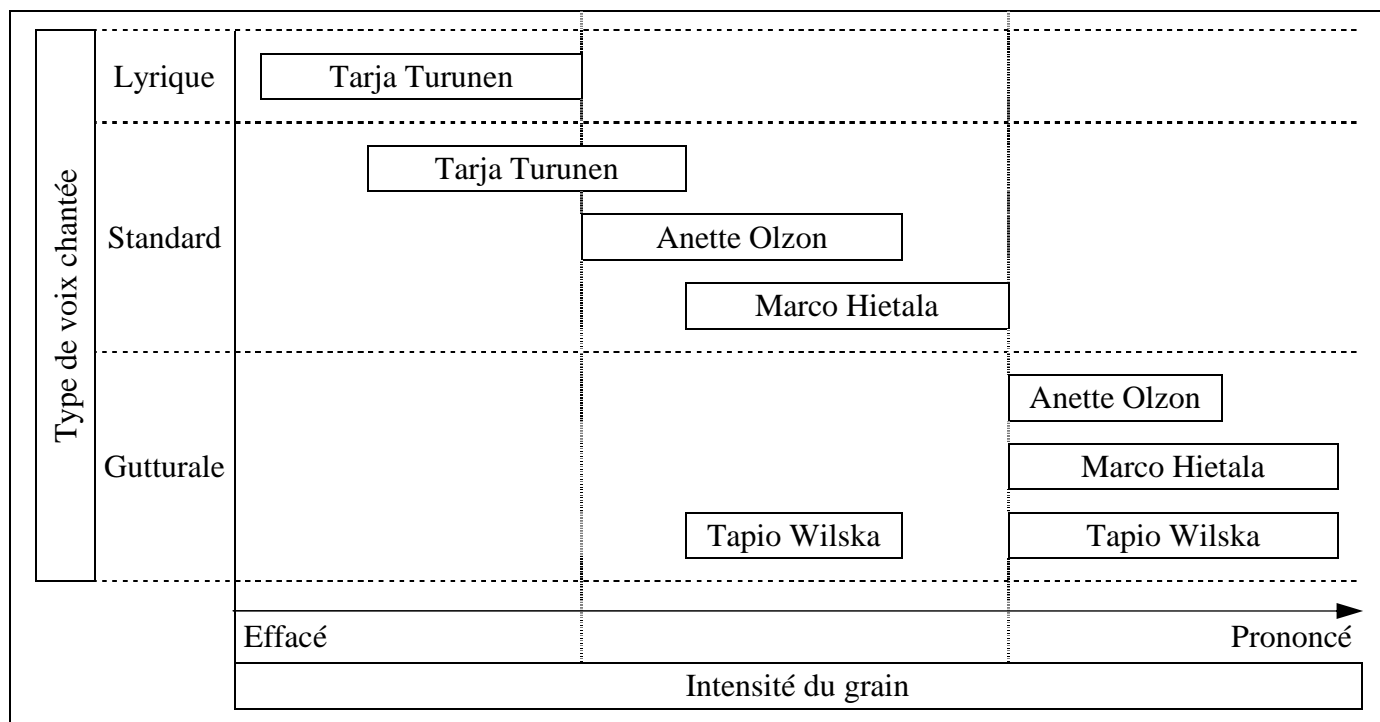 Type de voix chantée
Lyrique
Tarja Turunen
Standard
Tarja Turunen
Anette Olzon
Marco Hietala
Gutturale
Anette Olzon
Marco Hietala
Tapio Wilska
Tapio Wilska
Effacé
Prononcé
Intensité du grain